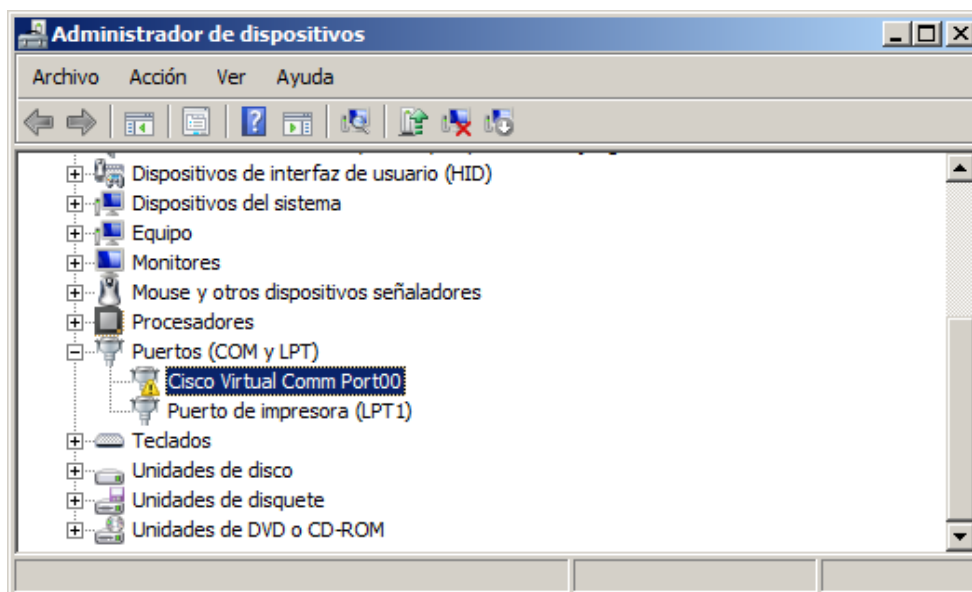 Administrador de dispositivos
Archivo Acción Ver Ayuda
Dispositivos de interfaz de usuario (HID)
Dispositivos del sistema
Equipo
Monitores
Mouse y otros dispositivos señaladores
Procesadores
Puertos (COM y LPT)
Cisco Virtual Comm Port00
Puerto de impresora (LPT1)
Teclados
Unidades de disco
Unidades de disquete
Unidades de DVD o CD-ROM